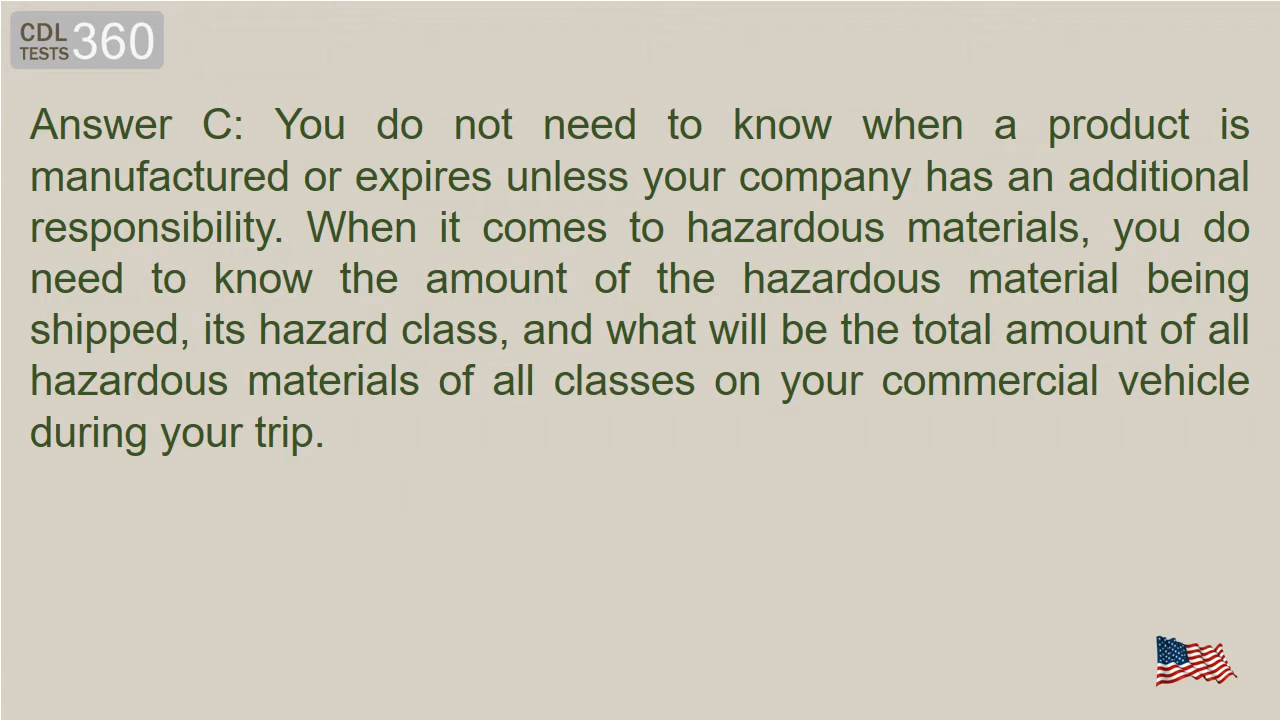 CDL
TESTS 360
Answer C: You do not need to know when a product is
manufactured or expires unless your company has an additional
responsibility. When it comes to hazardous materials, you do
need to know the amount of the hazardous material being
shipped, its hazard class, and what will be the total amount of all
hazardous materials of all classes on your commercial vehicle
during your trip.